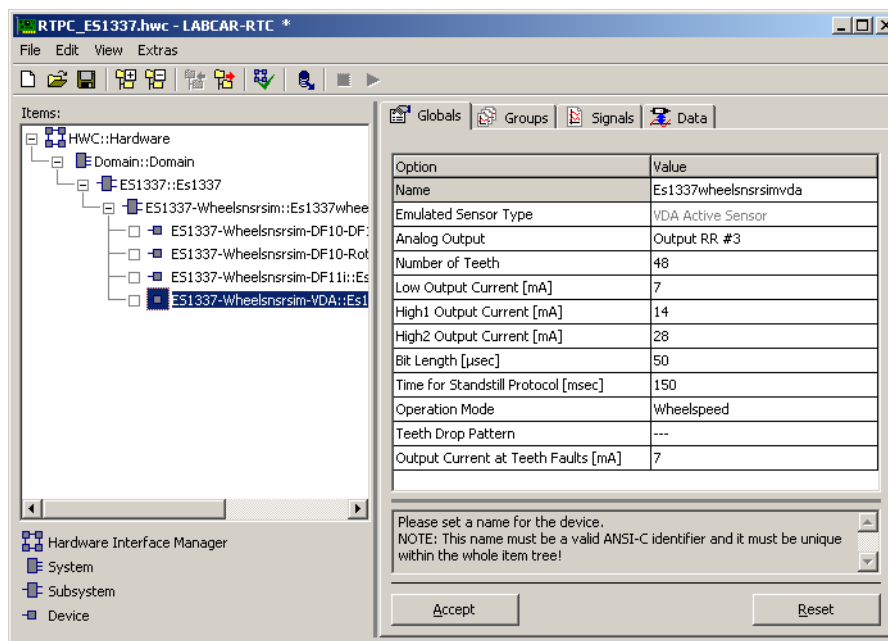 RTPC_ES1337.hwc - LABCAR-RTC *
File Edit View Extras
Items:
HWC::Hardware
Domain::Domain
ES1337::Es1337
ES1337-Wheelsnsrsim::Es1337whee
ES1337-Wheelsnsrsim-DF10-DF1
ES1337-Wheelsnsrsim-DF10-Rot
ES1337-Wheelsnsrsim-DF11i::Es
ES1337-Wheelsnsrsim-VDA::Es1
Hardware Interface Manager
System
Subsystem
Device
Globals Groups Signals Data
Option Value
Name Es1337wheelsnsrsimvda
Emulated Sensor Type VDA Active Sensor
Analog Output Output RR #3
Number of Teeth 48
Low Output Current [mA] 7
High1 Output Current [mA] 14
High2 Output Current [mA] 28
Bit Length [µsec] 50
Time for Standstill Protocol [msec] 150
Operation Mode Wheelspeed
Teeth Drop Pattern ---
Output Current at Teeth Faults [mA] 7
Please set a name for the device.
NOTE: This name must be a valid ANSI-C identifier and it must be unique
within the whole item tree!
Accept Reset